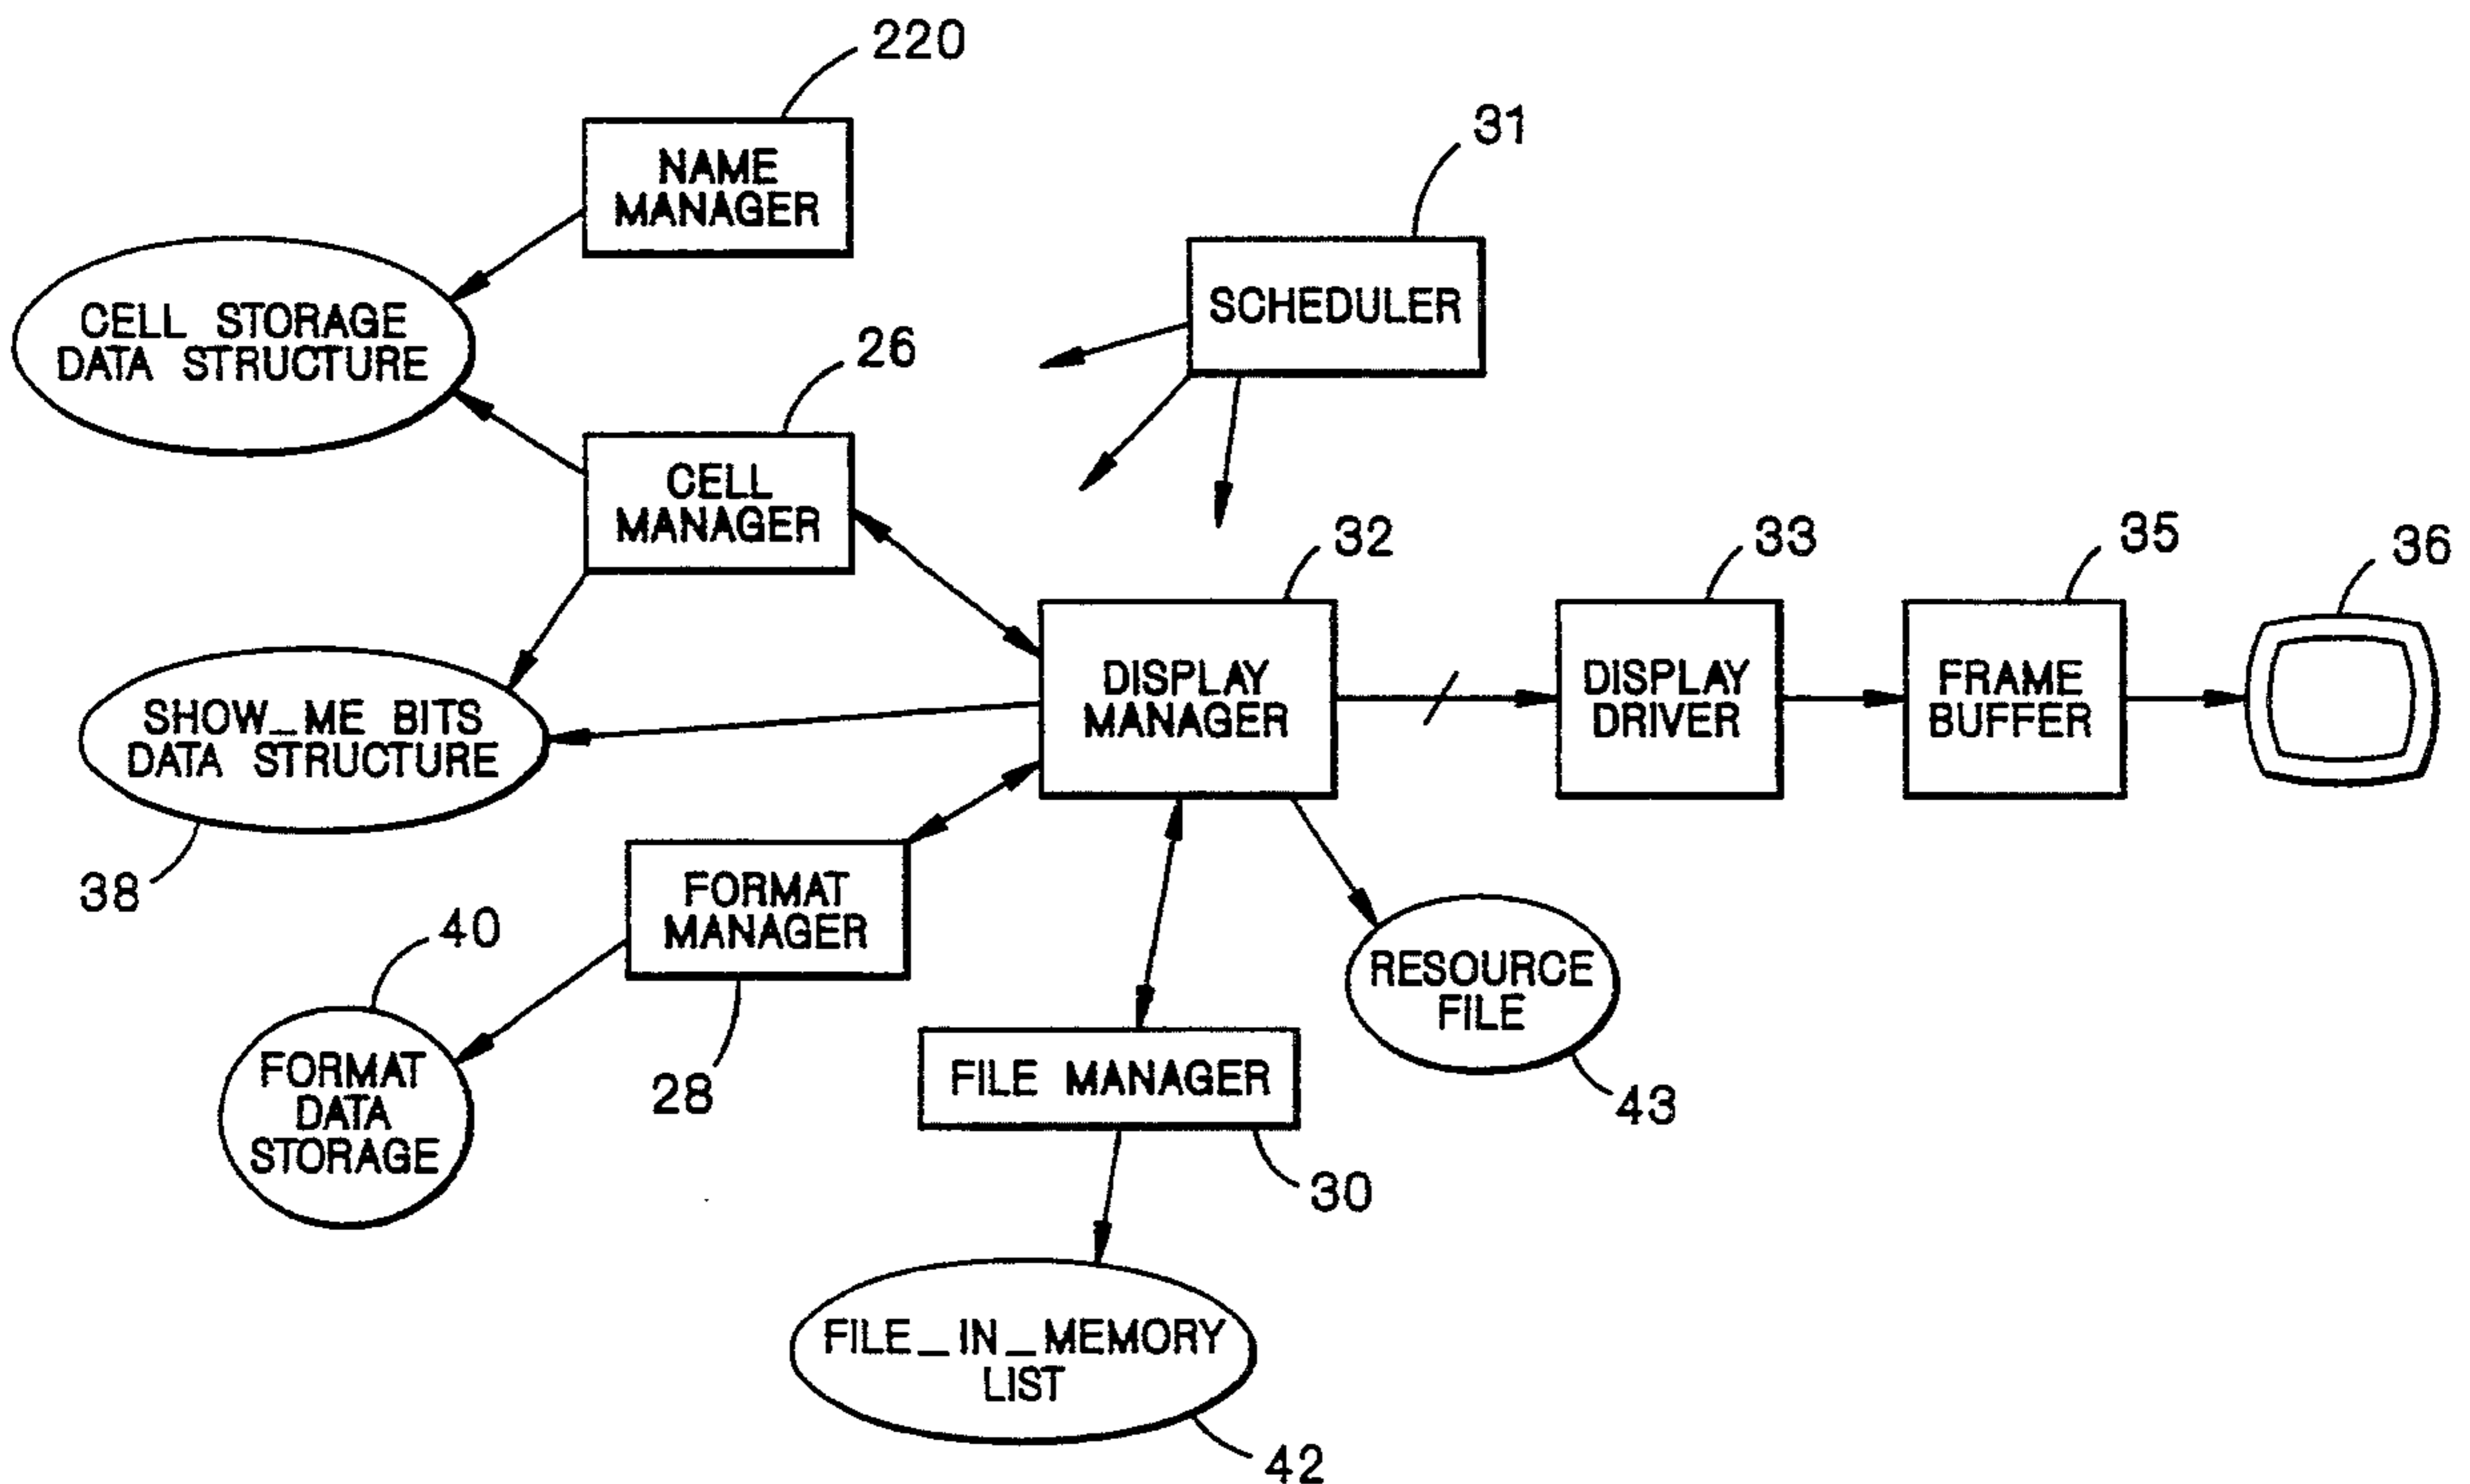 220
NAME
MANAGER
31
SCHEDULER
CELL STORAGE
DATA STRUCTURE
26
CELL
MANAGER
32
33
35
36
DISPLAY
MANAGER
DISPLAY
DRIVER
FRAME
BUFFER
SHOW_ME BITS
DATA STRUCTURE
38
FORMAT
MANAGER
28
40
FORMAT
DATA
STORAGE
RESOURCE
FILE
43
FILE MANAGER
30
FILE_IN_MEMORY
LIST
42